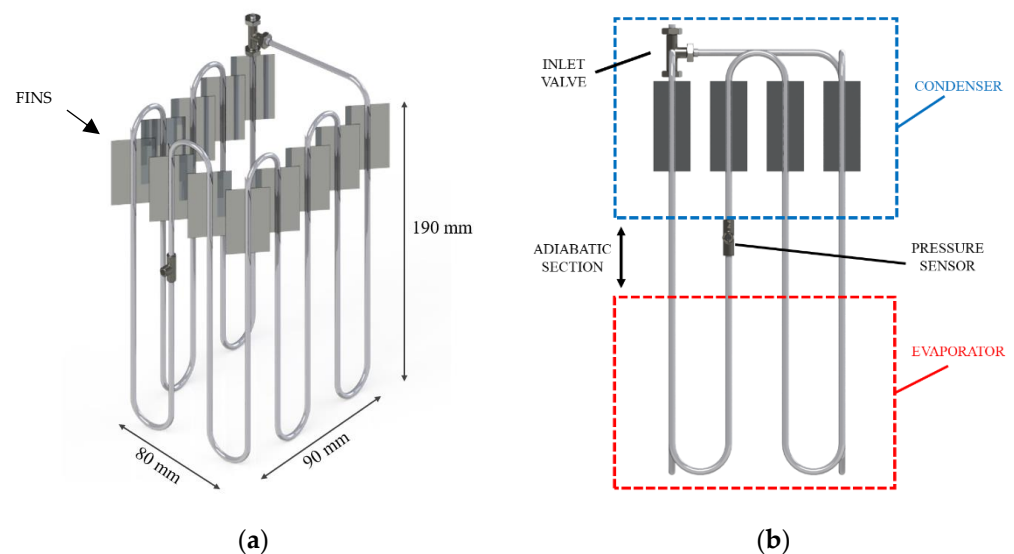 FINS
190 mm
80 mm
90 mm
(a)
INLET
VALVE
CONDENSER
ADIABATIC
SECTION
PRESSURE
SENSOR
EVAPORATOR
(b)